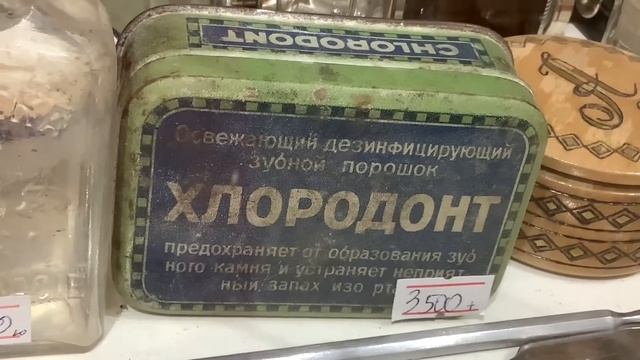 CHLORODONT
Освежающий дезинфицирующий
зубной порошок
ХЛОРОДОНТ
предохраняет от образования зуб
ного камня и устраняет неприят
ный запах изо рта
3500